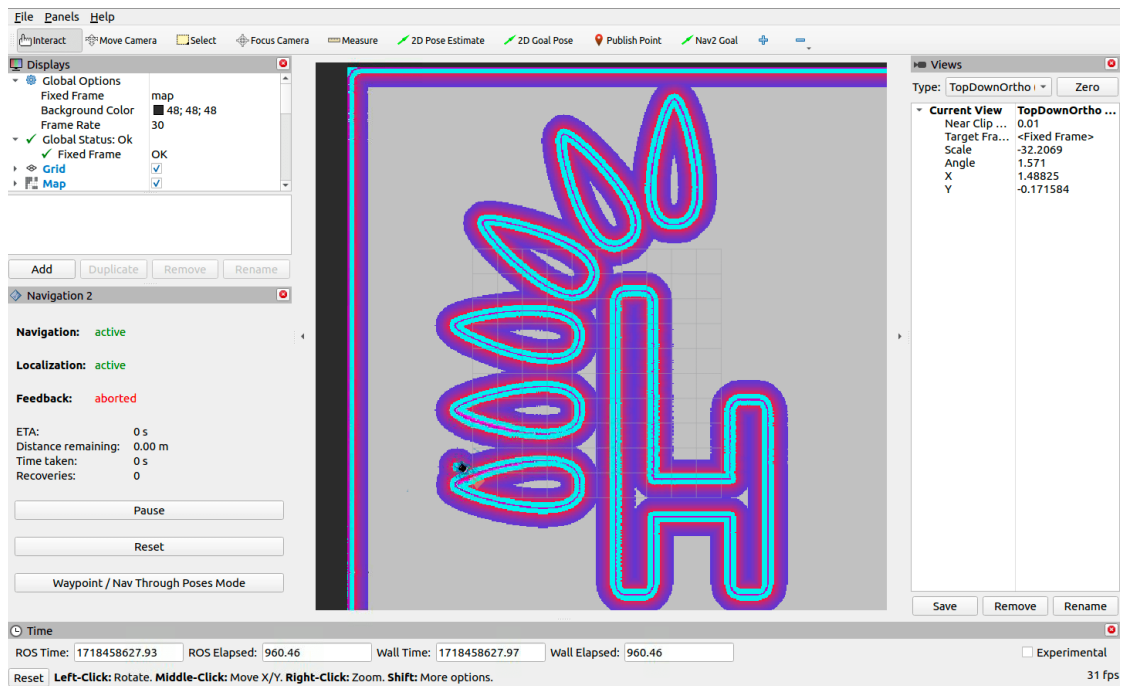 File Panels Help
Interact Move Camera Select Focus Camera Measure 2D Pose Estimate 2D Goal Pose Publish Point Nav2 Goal
Displays
Global Options
Fixed Frame map
Background Color 48; 48; 48
Frame Rate 30
Global Status: Ok
Fixed Frame OK
Grid
Map
Add Duplicate Remove Rename
Navigation 2
Navigation: active
Localization: active
Feedback: aborted
ETA: 0 s
Distance remaining: 0.00 m
Time taken: 0 s
Recoveries: 0
Pause
Reset
Waypoint / Nav Through Poses Mode
Views
Type: TopDownOrtho ( Zero
Current View TopDownOrtho ...
Near Clip ... 0.01
Target Fra... <Fixed Frame>
Scale -32.2069
Angle 1.571
X 1.48825
Y -0.171584
Save Remove Rename
Time
ROS Time: 1718458627.93 ROS Elapsed: 960.46 Wall Time: 1718458627.97 Wall Elapsed: 960.46 Experimental
Reset Left-Click: Rotate. Middle-Click: Move X/Y. Right-Click: Zoom. Shift: More options. 31 fps